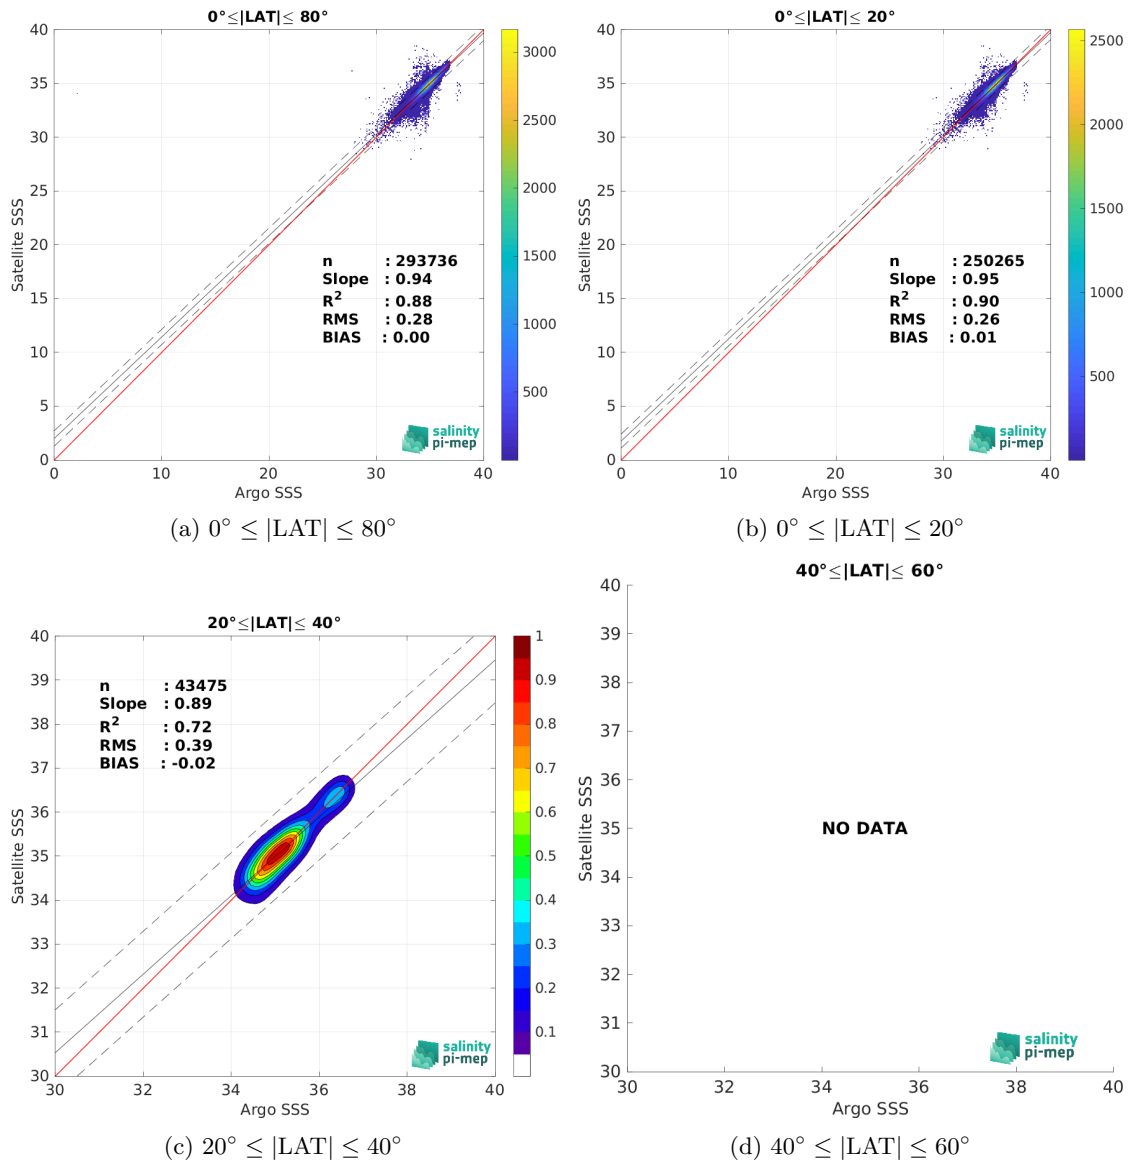 0°≤|LAT|≤ 80°
Satellite SSS
40
35
30
25
20
15
10
5
0
0
10
20
30
40
Argo SSS
n : 293736
Slope : 0.94
R² : 0.88
RMS : 0.28
BIAS : 0.00
salinity
pi-mep
3000
2500
2000
1500
1000
500
(a) 0° ≤ |LAT| ≤ 80°
0°≤|LAT|≤ 20°
Satellite SSS
40
35
30
25
20
15
10
5
0
0
10
20
30
40
Argo SSS
n : 250265
Slope : 0.95
R² : 0.90
RMS : 0.26
BIAS : 0.01
salinity
pi-mep
2500
2000
1500
1000
500
(b) 0° ≤ |LAT| ≤ 20°
20°≤|LAT|≤ 40°
Satellite SSS
40
39
38
37
36
35
34
33
32
31
30
30
32
34
36
38
40
Argo SSS
n : 43475
Slope : 0.89
R² : 0.72
RMS : 0.39
BIAS : -0.02
salinity
pi-mep
1
0.9
0.8
0.7
0.6
0.5
0.4
0.3
0.2
0.1
(c) 20° ≤ |LAT| ≤ 40°
40°≤|LAT|≤ 60°
Satellite SSS
40
39
38
37
36
35
34
33
32
31
30
30
32
34
36
38
40
Argo SSS
NO DATA
salinity
pi-mep
(d) 40° ≤ |LAT| ≤ 60°